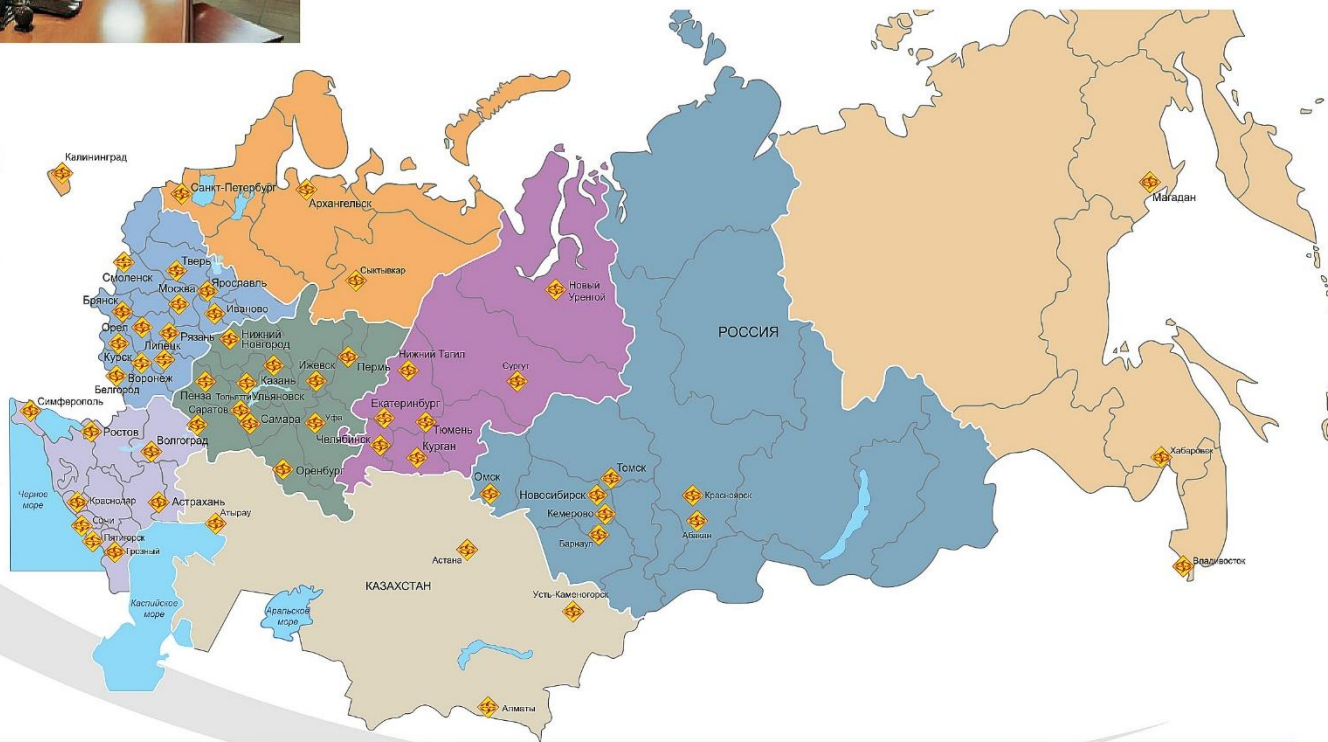 Калининград
Санкт-Петербург
Архангельск
Магадан
Сыктывкар
Смоленск
Тверь
Москва
Ярославль
Новый
Уренгой
Брянск
Иваново
Орел
Рязань
РОССИЯ
Нижний
Новгород
Липецк
Курск
Ижевск
Пермь
Нижний Тагил
Воронеж
Белгород
Казань
Сургут
Пенза
Тольятти
Ульяновск
Симферополь
Саратов
Самара
Уфа
Екатеринбург
Тюмень
Ростов
Волгоград
Челябинск
Курган
Хабаровск
Оренбург
Омск
Томск
Черное
море
Краснодар
Астрахань
Новосибирск
Красноярск
Атырау
Кемерово
Сочи
Абакан
Пятигорск
Барнаул
Грозный
Астана
Владивосток
КАЗАХСТАН
Усть-Каменогорск
Каспийское
море
Аральское
море
Алматы